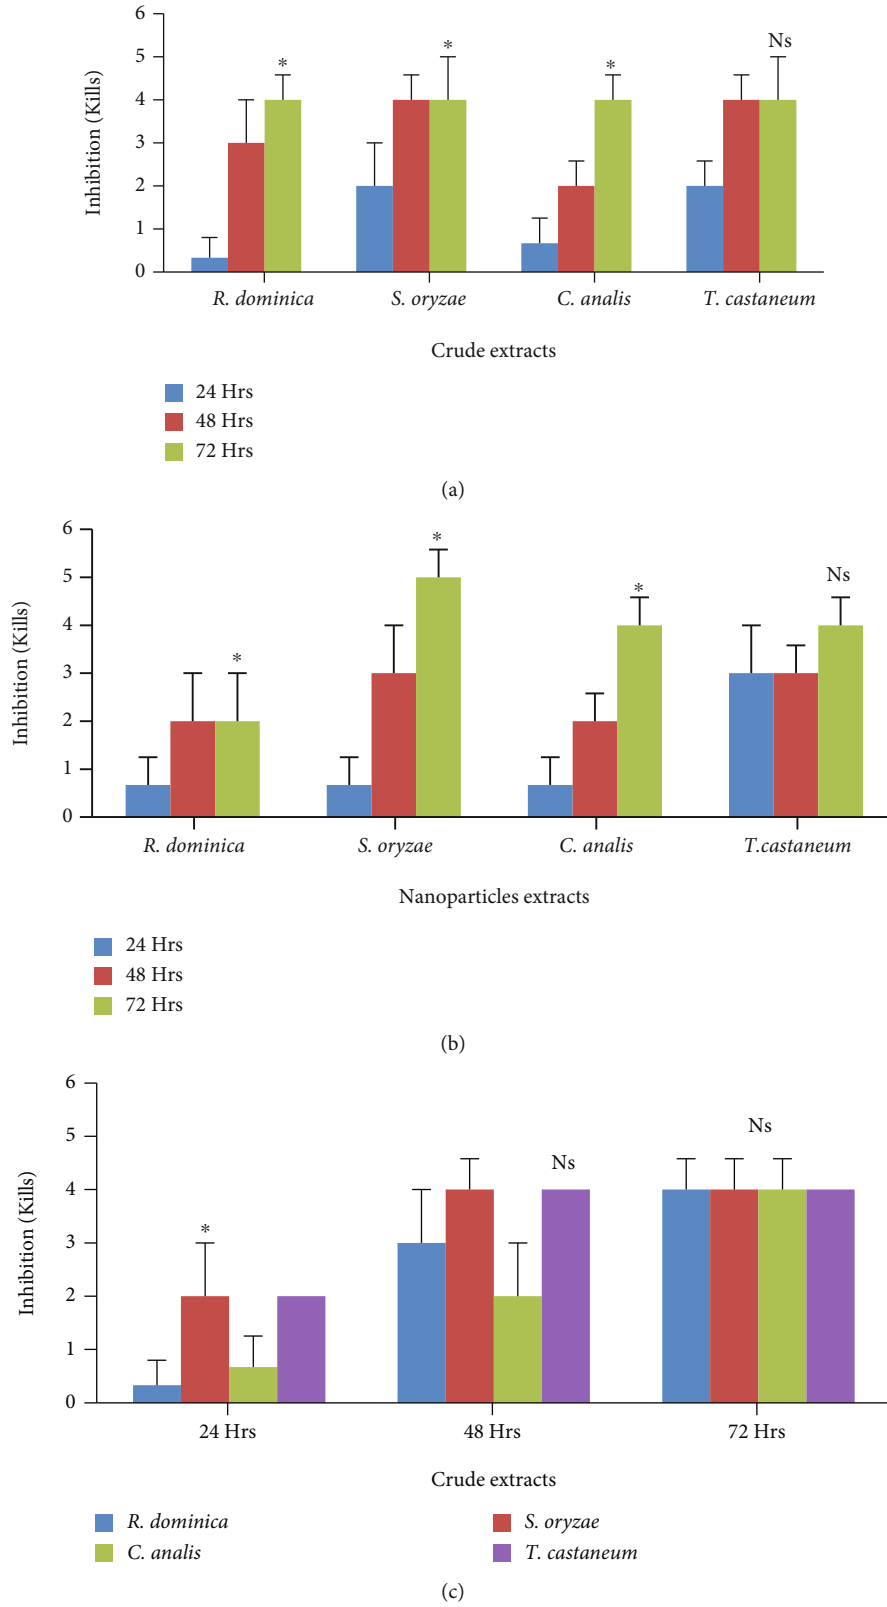 6
5
4
3
2
1
0
Inhibition (Kills)
*
*
*
Ns
R. dominica
S. oryzae
C. analis
T. castaneum
Crude extracts
24 Hrs
48 Hrs
72 Hrs
(a)
6
5
4
3
2
1
0
Inhibition (Kills)
*
*
*
Ns
R. dominica
S. oryzae
C. analis
T.castaneum
Nanoparticles extracts
24 Hrs
48 Hrs
72 Hrs
(b)
6
5
4
3
2
1
0
Inhibition (Kills)
*
Ns
Ns
24 Hrs
48 Hrs
72 Hrs
Crude extracts
R. dominica
S. oryzae
C. analis
T. castaneum
(c)